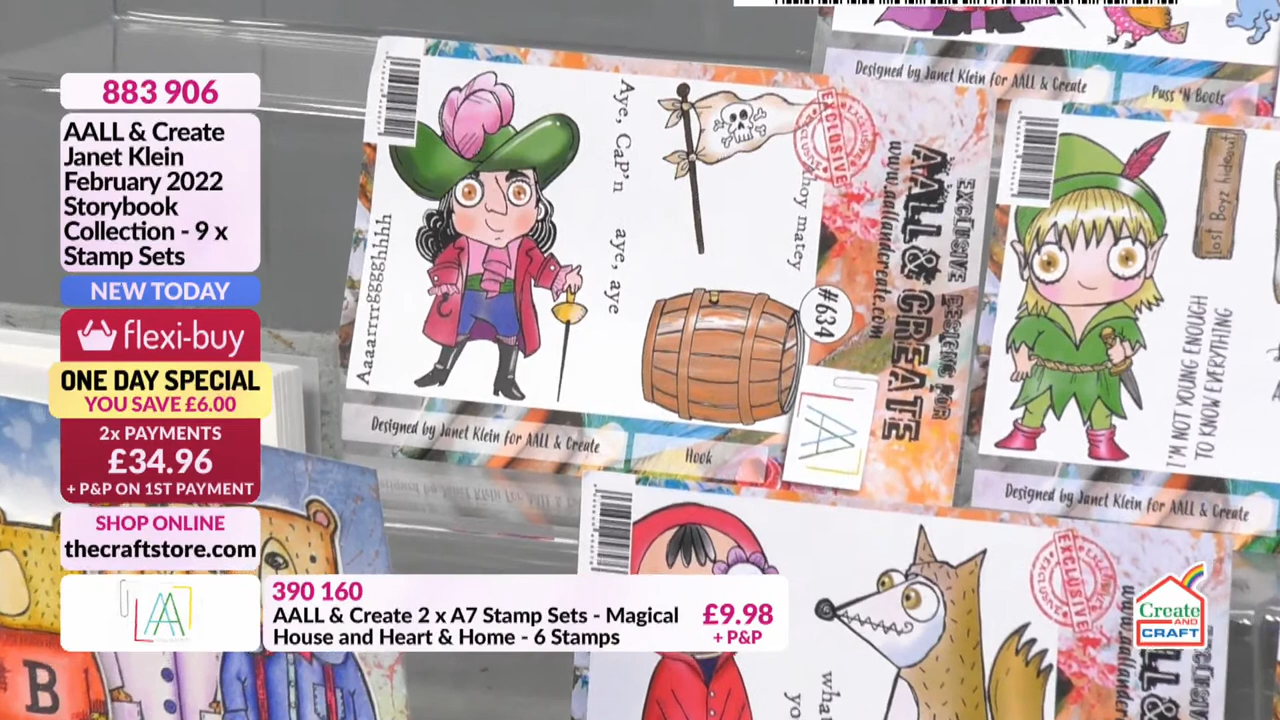 883 906
AALL & Create
Janet Klein
February 2022
Storybook
Collection - 9 x
Stamp Sets
NEW TODAY
flexi-buy
ONE DAY SPECIAL
YOU SAVE £6.00
2x PAYMENTS
£34.96
+ P&P ON 1ST PAYMENT
SHOP ONLINE
thecraftstore.com
390 160
AALL & Create 2 x A7 Stamp Sets - Magical
House and Heart & Home - 6 Stamps
£9.98
+ P&P
Create
AND
CRAFT
Designed by Janet Klein for AALL & Create
Puss 'N Boots
Aaaarrrrggggghhhhh
Aye, CaP'n aye, aye
hoy matey
EXCLUSIVE
#634
www.aallandcreate.com
AALL & CREATE
EXCLUSIVE DESIGNS FOR
Designed by Janet Klein for AALL & Create
Hook
Lost Boyz hideout
I'M NOT YOUNG ENOUGH
TO KNOW EVERYTHING
Designed by Janet Klein for AALL & Create
EXCLUSIVE
B